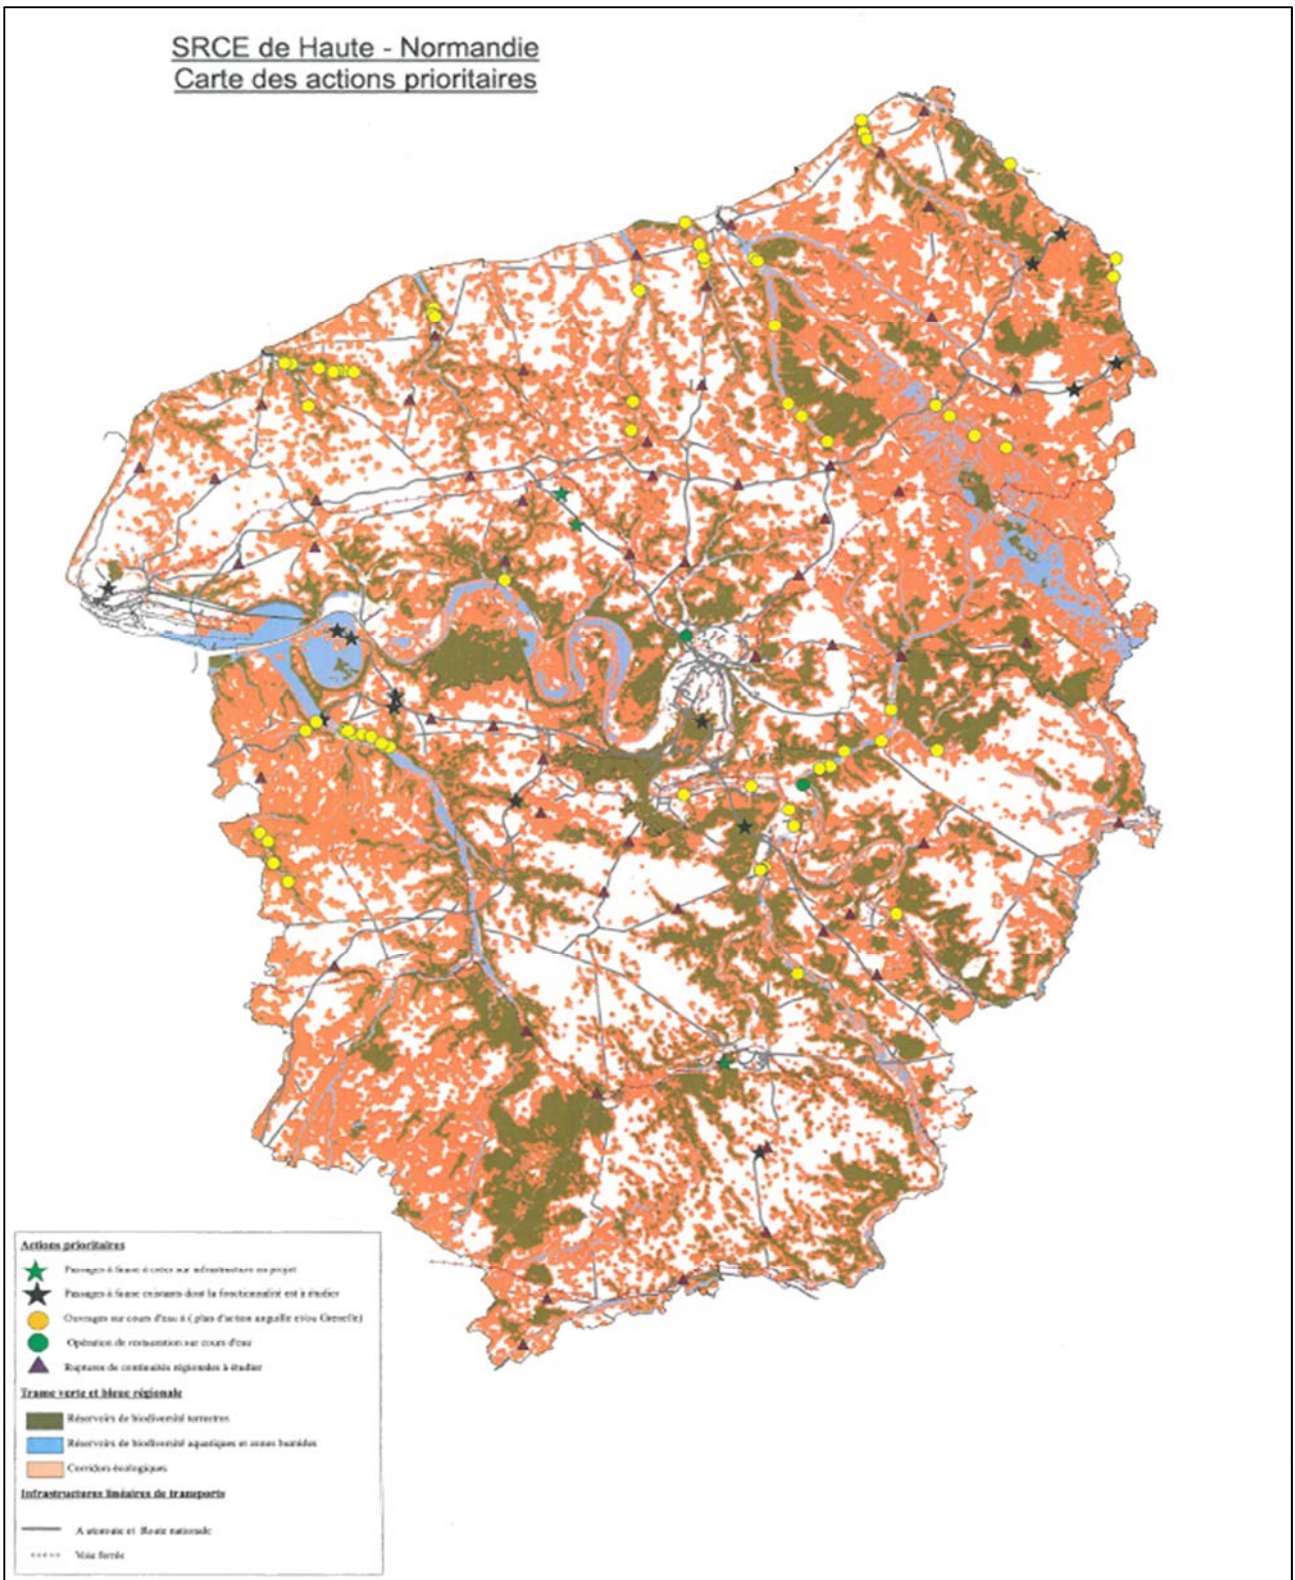 SRCE de Haute - Normandie
Carte des actions prioritaires
Actions prioritaires
Passages à faune à créer sur infrastructure en projet
Passages à faune existants dont la fonctionnalité est à étudier
Ouvrages sur cours d'eau à ( plan d'action anguille et/ou Grenelle)
Opération de restauration sur cours d'eau
Ruptures de continuités régionales à étudier
Trame verte et bleue régionale
Réservoirs de biodiversité terrestres
Réservoirs de biodiversité aquatiques et zones humides
Corridors écologiques
Infrastructures linéaires de transports
Autoroute et Route nationale
Voie ferrée